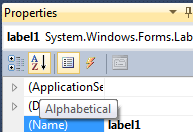 Properties
label1 System.Windows.Forms.Lab
(ApplicationSe
(D
Alphabetical
(Name) label1